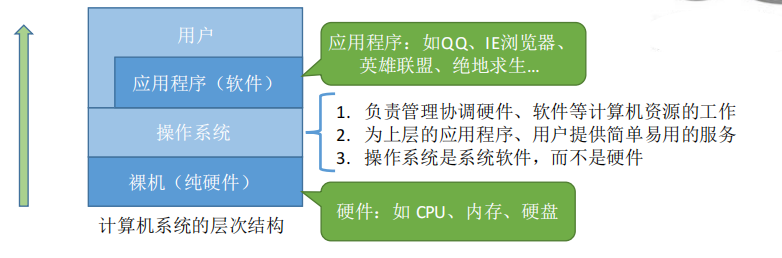 用户
应用程序（软件）
操作系统
裸机（纯硬件）
计算机系统的层次结构
应用程序：如QQ、IE浏览器、
英雄联盟、绝地求生…
1. 负责管理协调硬件、软件等计算机资源的工作
2. 为上层的应用程序、用户提供简单易用的服务
3. 操作系统是系统软件，而不是硬件
硬件：如 CPU、内存、硬盘